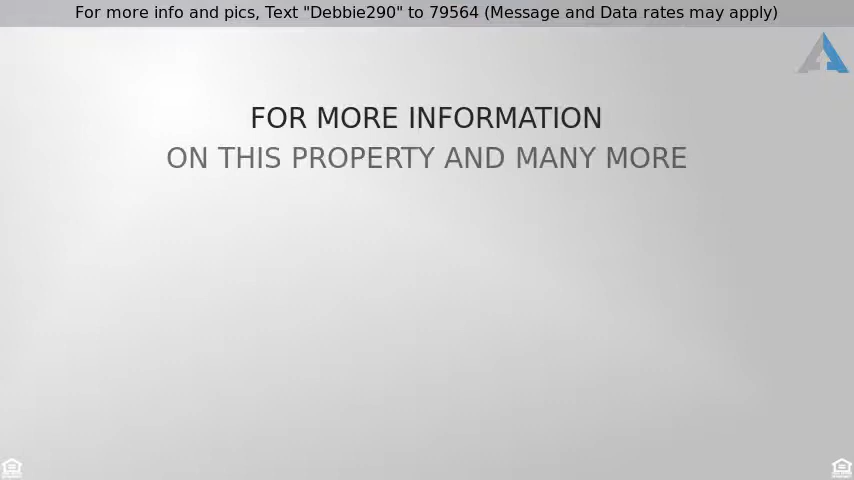 For more info and pics, Text "Debbie290" to 79564 (Message and Data rates may apply)
FOR MORE INFORMATION
ON THIS PROPERTY AND MANY MORE